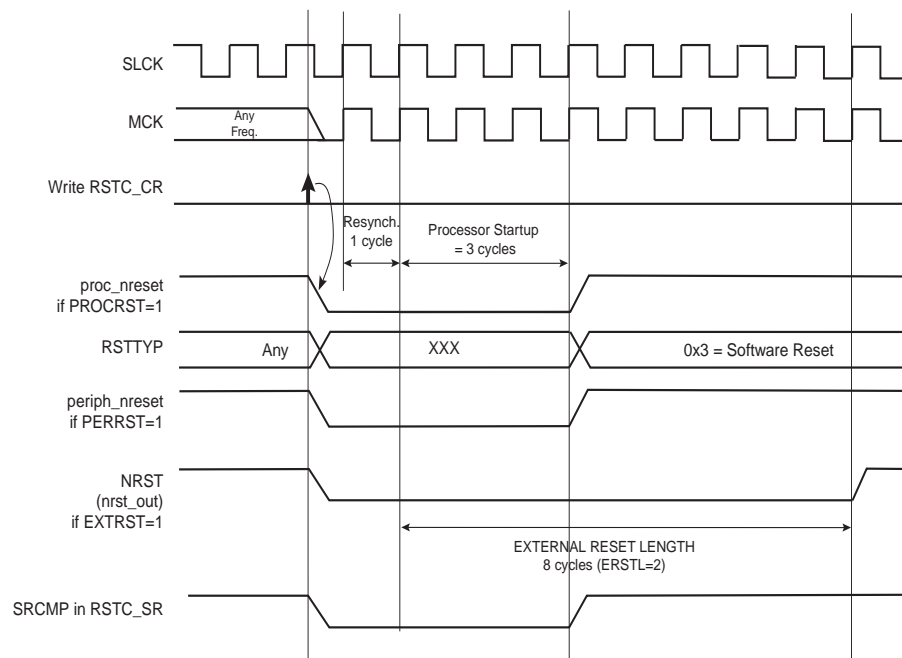 SLCK
MCK
Any
Freq.
Write RSTC_CR
Resynch.
1 cycle
Processor Startup
= 3 cycles
proc_nreset
if PROCRST=1
RSTTYP
Any
XXX
0x3 = Software Reset
periph_nreset
if PERRST=1
NRST
(nrst_out)
if EXTRST=1
EXTERNAL RESET LENGTH
8 cycles (ERSTL=2)
SRCMP in RSTC_SR